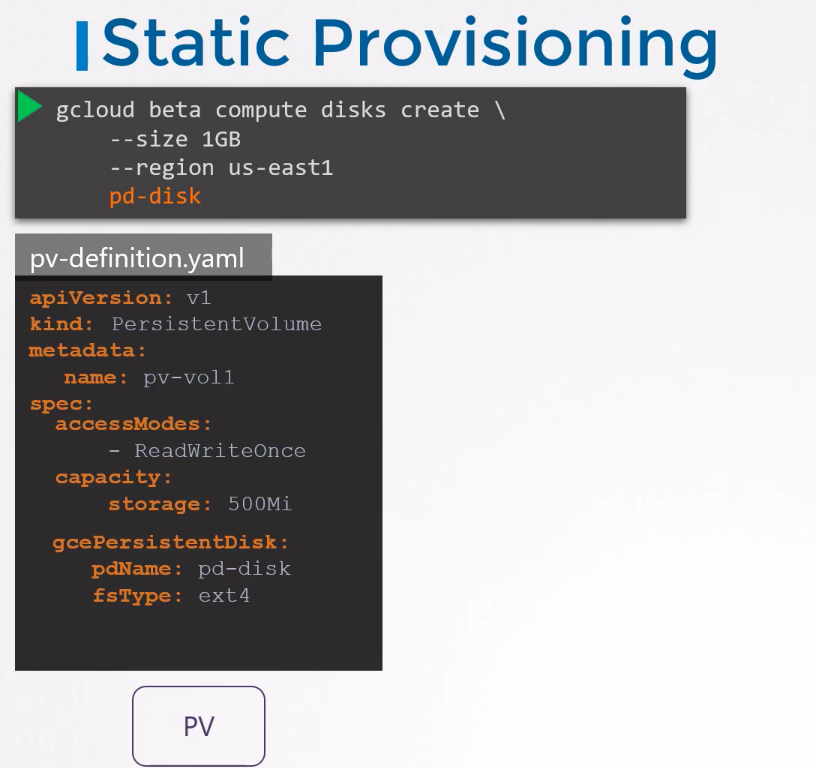 Static Provisioning
gcloud beta compute disks create \
--size 1GB
--region us-east1
pd-disk
pv-definition.yaml
apiVersion: v1
kind: PersistentVolume
metadata:
name: pv-vol1
spec:
accessModes:
- ReadWriteOnce
capacity:
storage: 500Mi
gcePersistentDisk:
pdName: pd-disk
fsType: ext4
PV